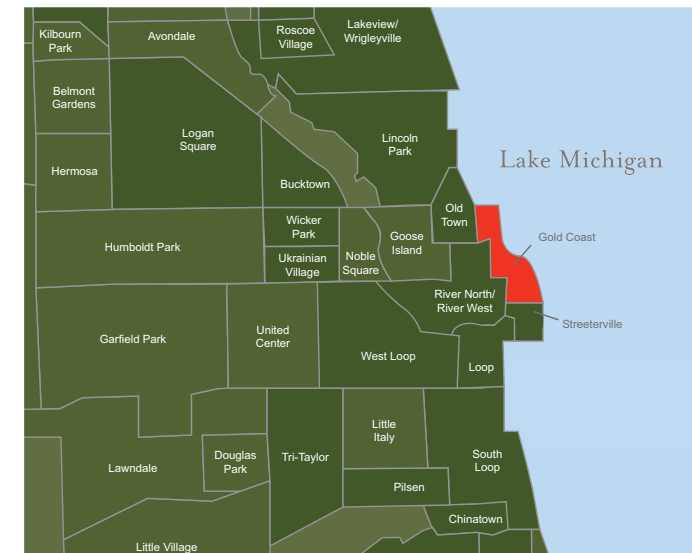 Kilbourn
Park
Avondale
Roscoe
Village
Lakeview/
Wrigleyville
Belmont
Gardens
Logan
Square
Lincoln
Park
Lake Michigan
Hermosa
Bucktown
Old
Town
Wicker
Park
Goose
Island
Gold Coast
Humboldt Park
Ukrainian
Village
Noble
Square
River North/
River West
Streeterville
Garfield Park
United
Center
West Loop
Loop
Little
Italy
Lawndale
Douglas
Park
Tri-Taylor
South
Loop
Pilsen
Chinatown
Little Village